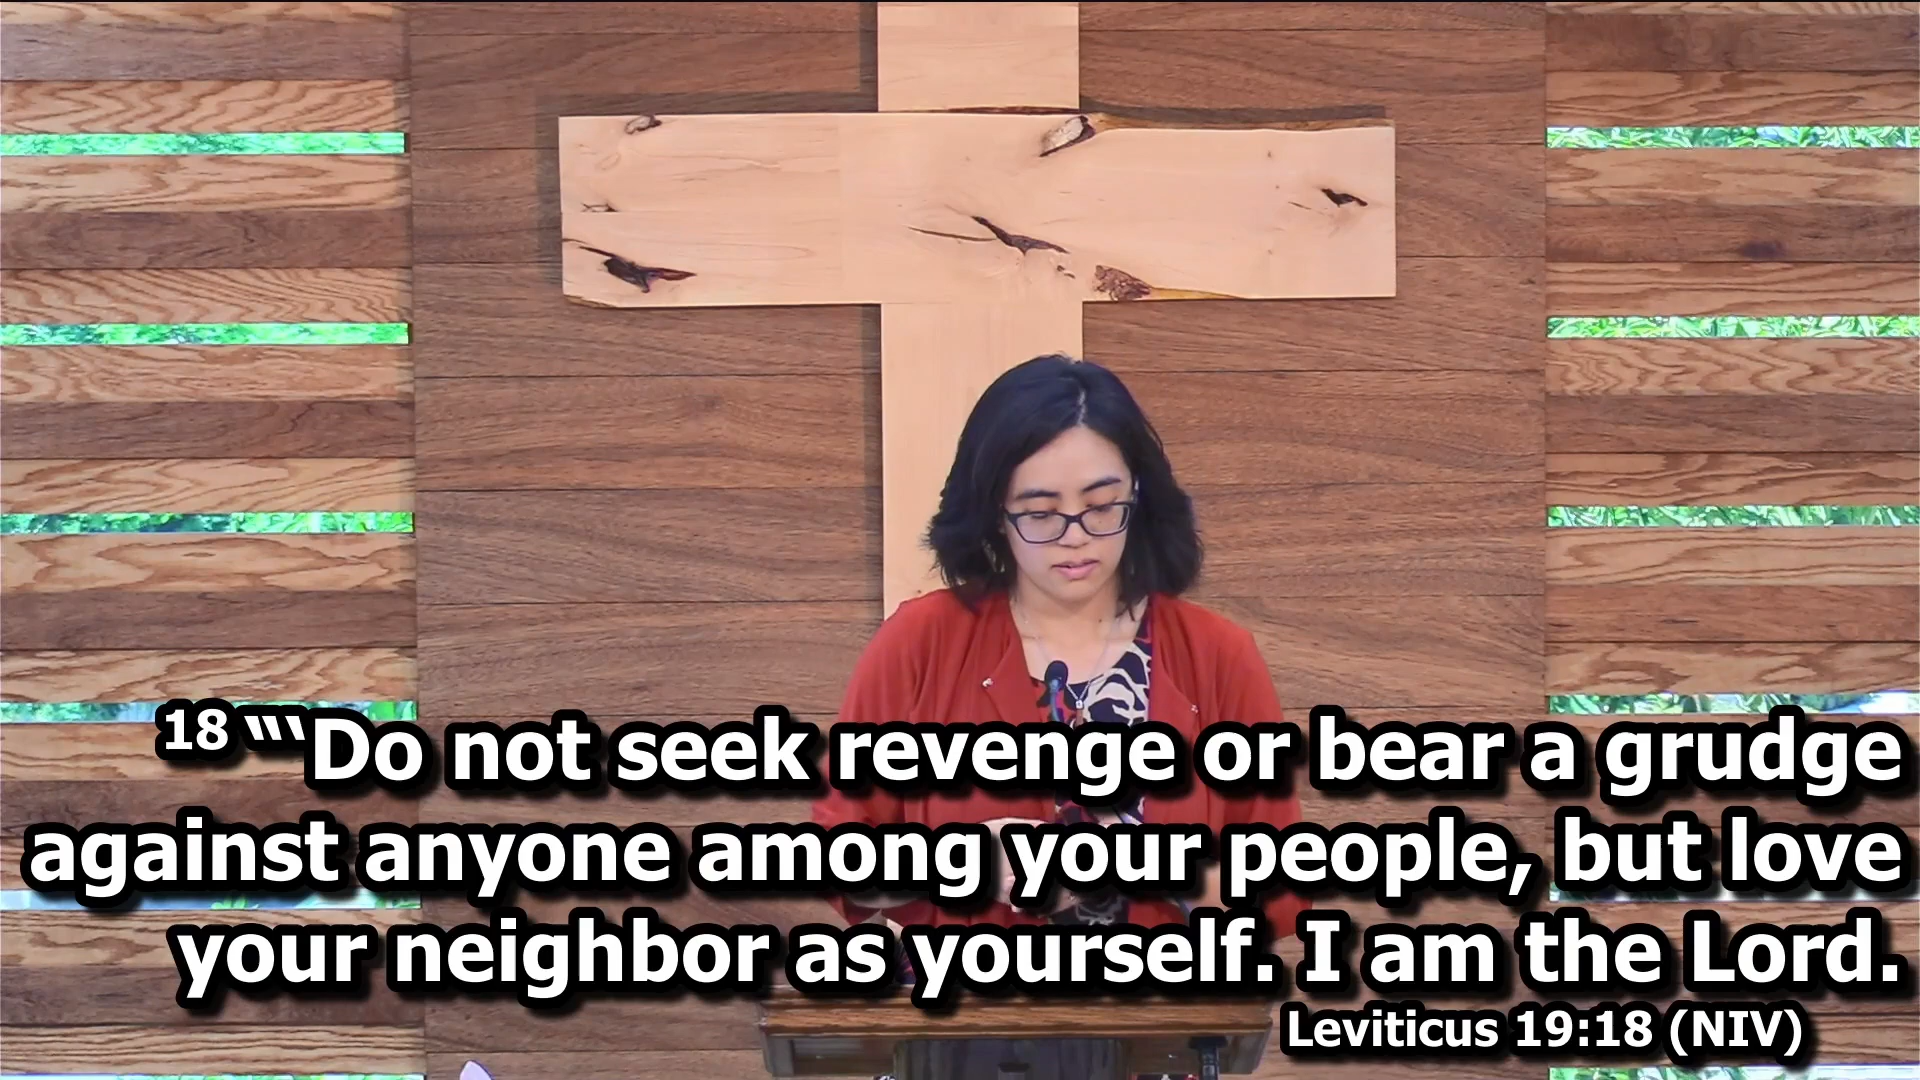 18 “‘“Do not seek revenge or bear a grudge
against anyone among your people, but love
your neighbor as yourself. I am the Lord.
Leviticus 19:18 (NIV)